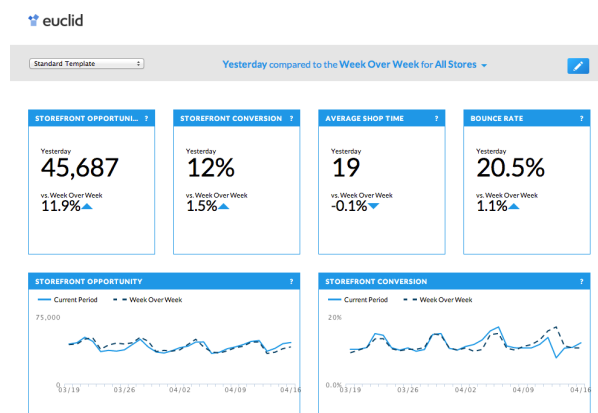 euclid
Standard Template
Yesterday compared to the Week Over Week for All Stores
STOREFRONT OPPORTUNI... ?
Yesterday
45,687
vs. Week Over Week
11.9%
STOREFRONT CONVERSION ?
Yesterday
12%
vs. Week Over Week
1.5%
AVERAGE SHOP TIME ?
Yesterday
19
vs. Week Over Week
-0.1%
BOUNCE RATE ?
Yesterday
20.5%
vs. Week Over Week
1.1%
STOREFRONT OPPORTUNITY ?
Current Period Week Over Week
75,000
0
03/19 03/26 04/02 04/09 04/16
STOREFRONT CONVERSION ?
Current Period Week Over Week
20%
0.0%
03/19 03/26 04/02 04/09 04/16